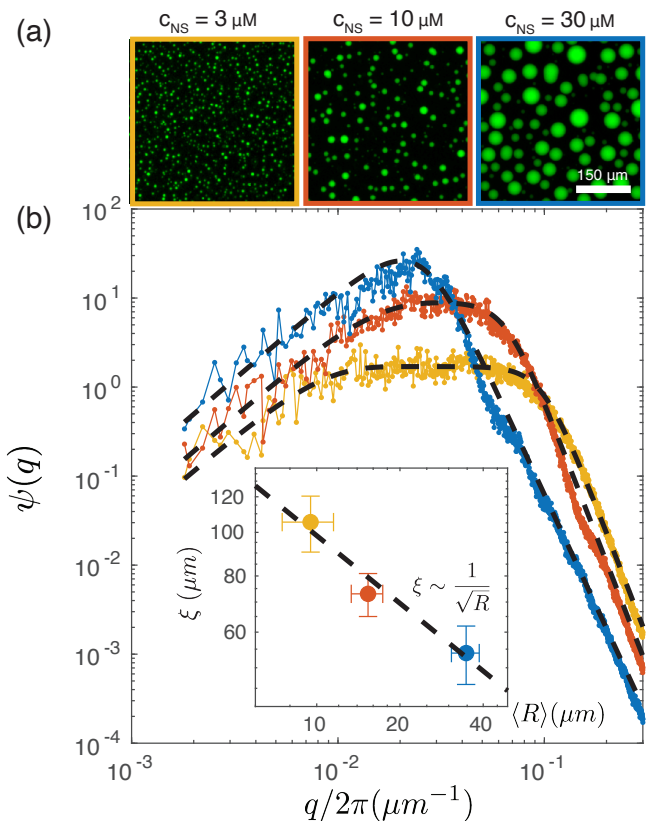 (a)
c_NS = 3 μM
c_NS = 10 μM
c_NS = 30 μM
150 μm
(b)
10^2
10^1
10^0
10^-1
10^-2
10^-3
10^-4
ψ(q)
120
100
80
60
ξ (μm)
ξ ~ 1/√R
10
20
40
⟨R⟩(μm)
10^-3
10^-2
10^-1
q/2π(μm^-1)